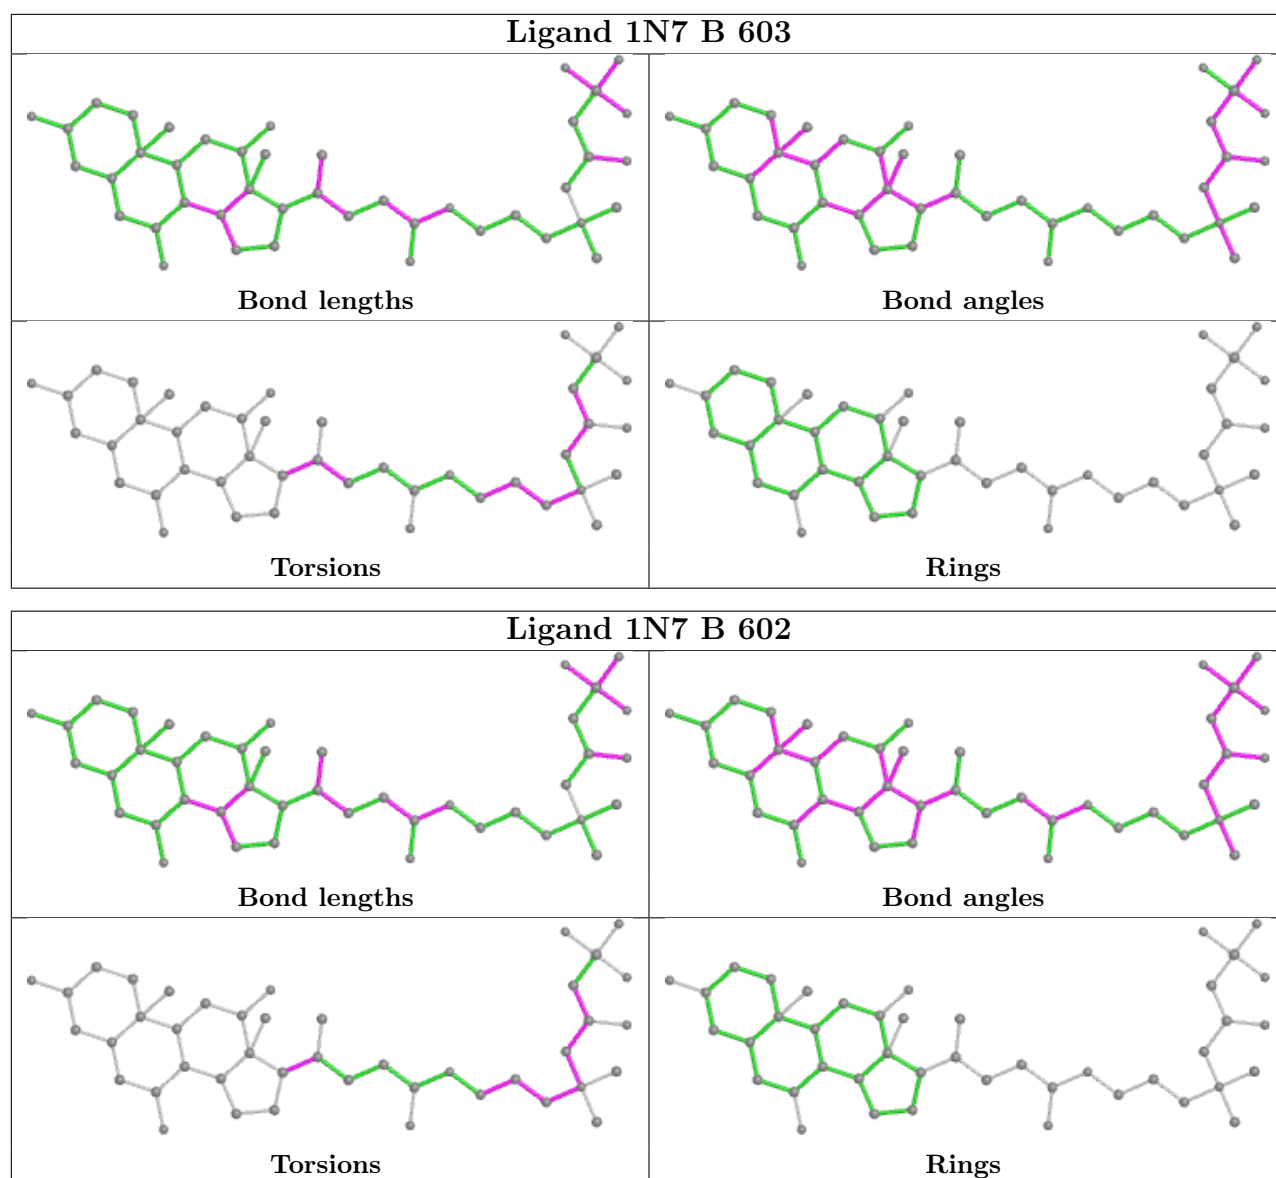 Ligand 1N7 B 603
Bond lengths
Bond angles
Torsions
Rings
Ligand 1N7 B 602
Bond lengths
Bond angles
Torsions
Rings